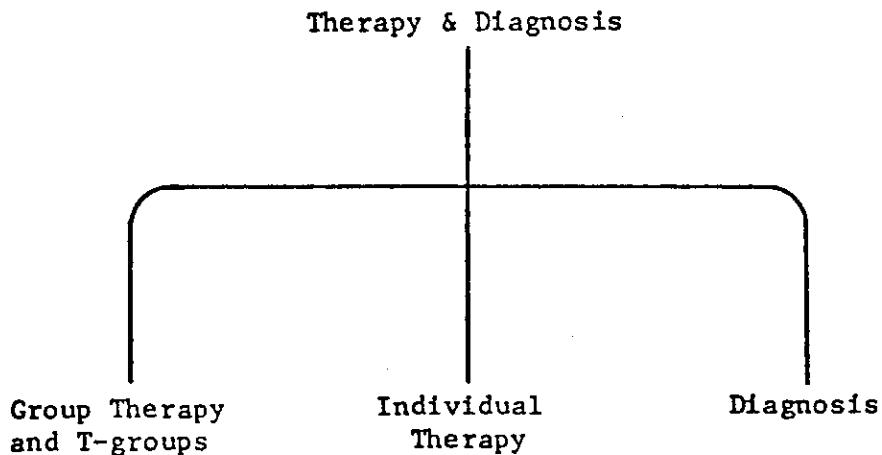 Therapy & Diagnosis
Group Therapy
and T-groups
Individual
Therapy
Diagnosis